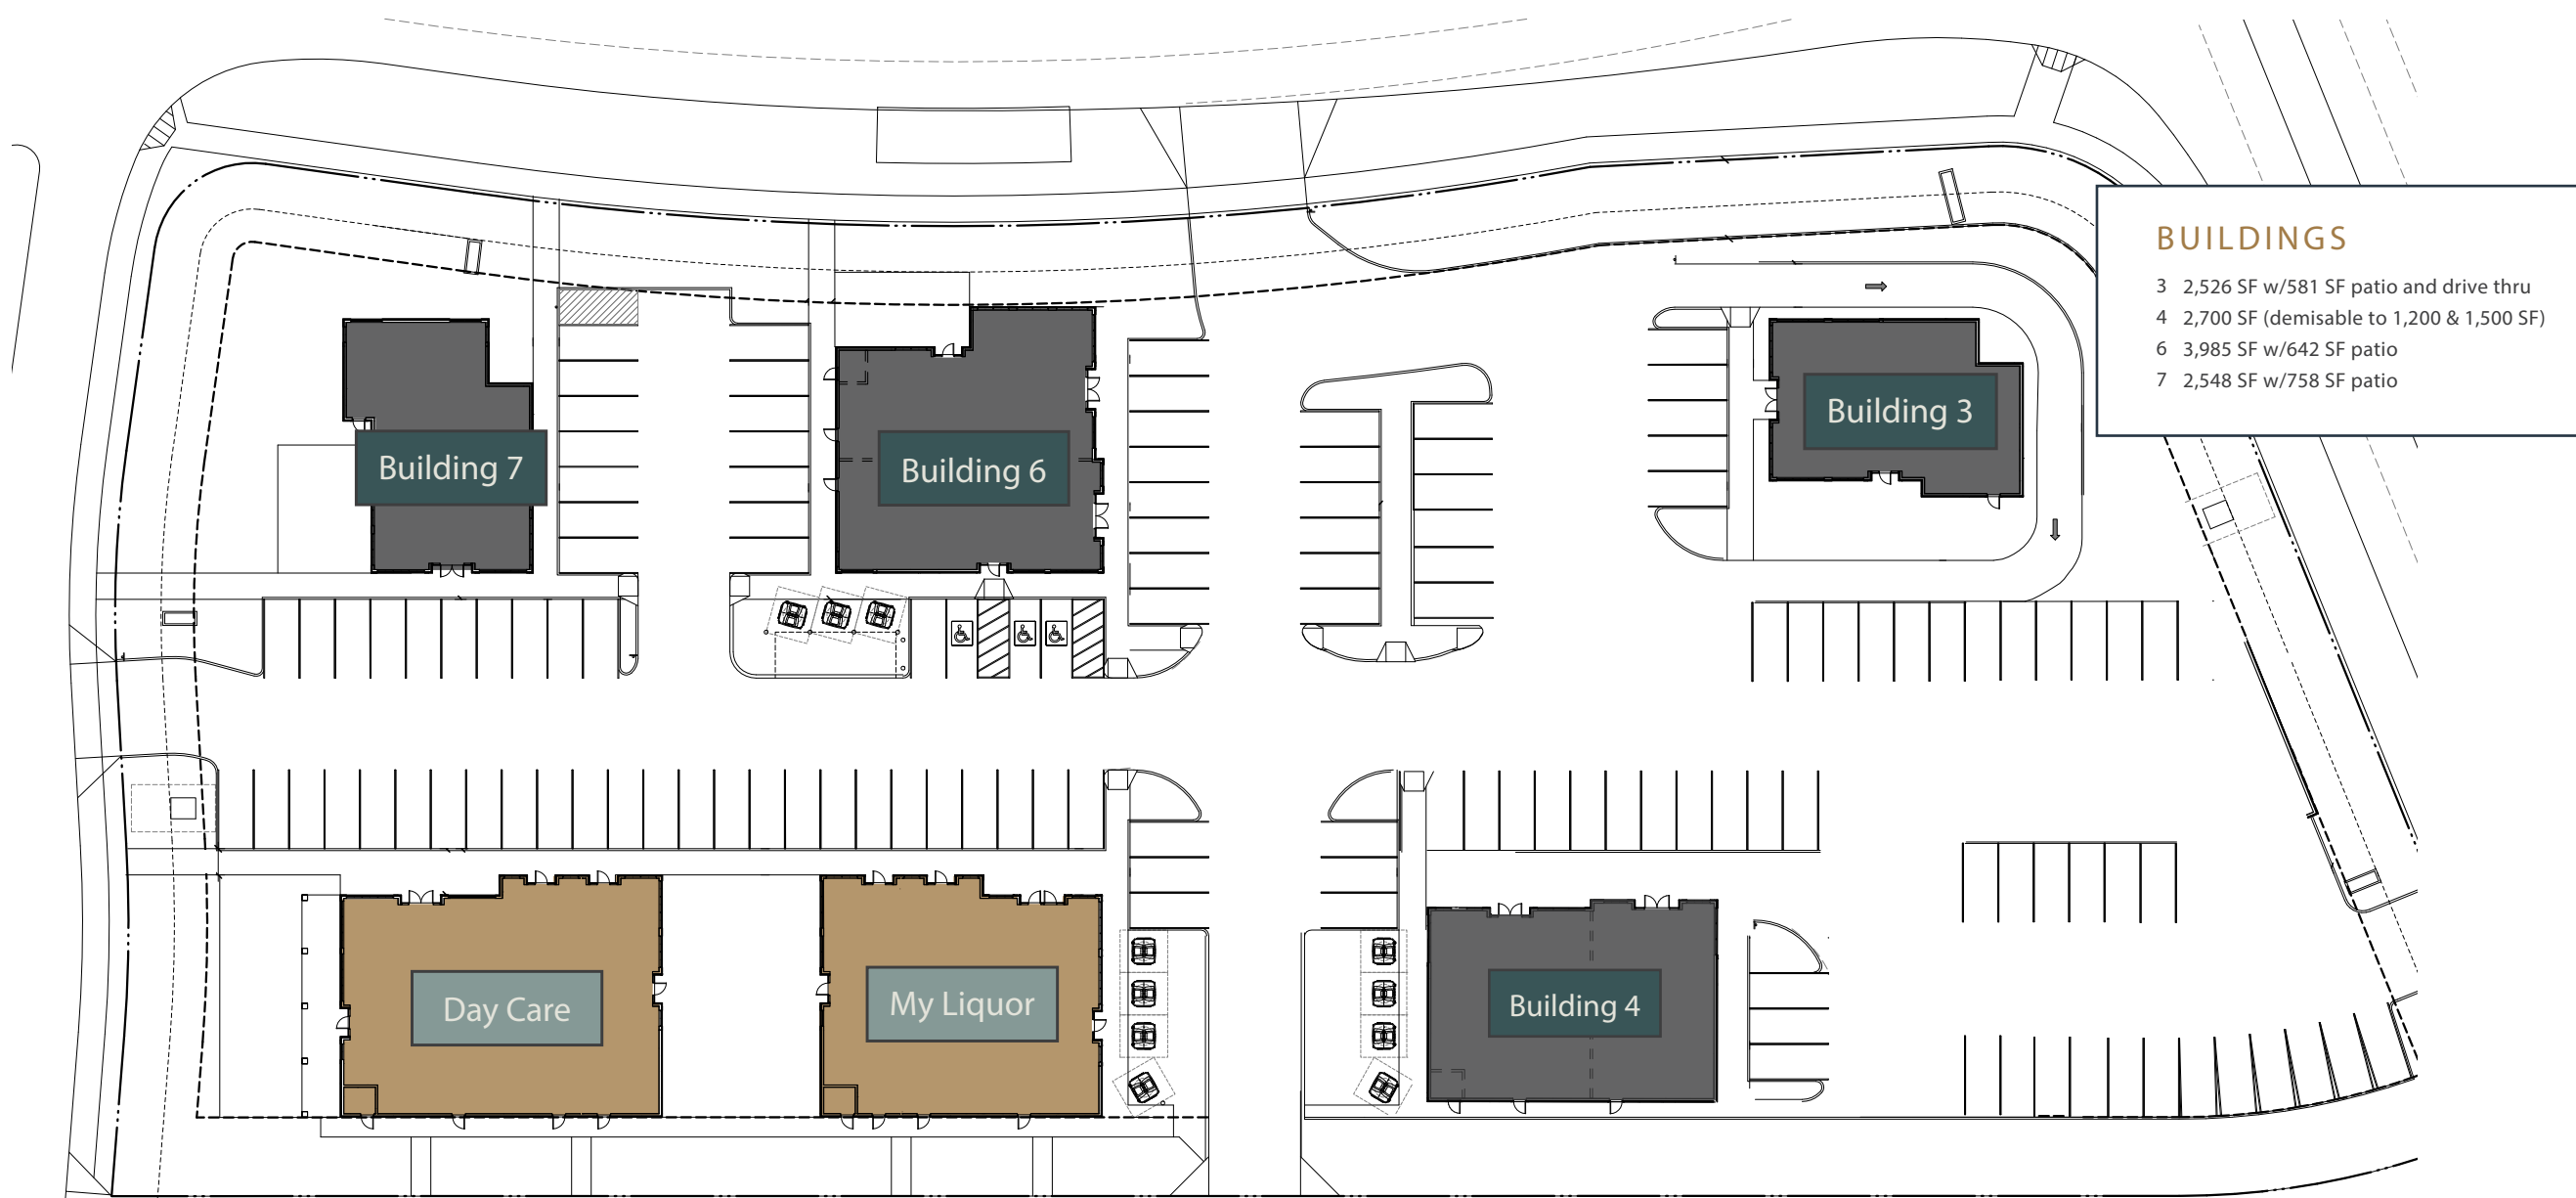 BUILDINGS
3 2,526 SF w/581 SF patio and drive thru
4 2,700 SF (demisable to 1,200 & 1,500 SF)
6 3,985 SF w/642 SF patio
7 2,548 SF w/758 SF patio
Building 3
Building 7
Building 6
Day Care
My Liquor
Building 4